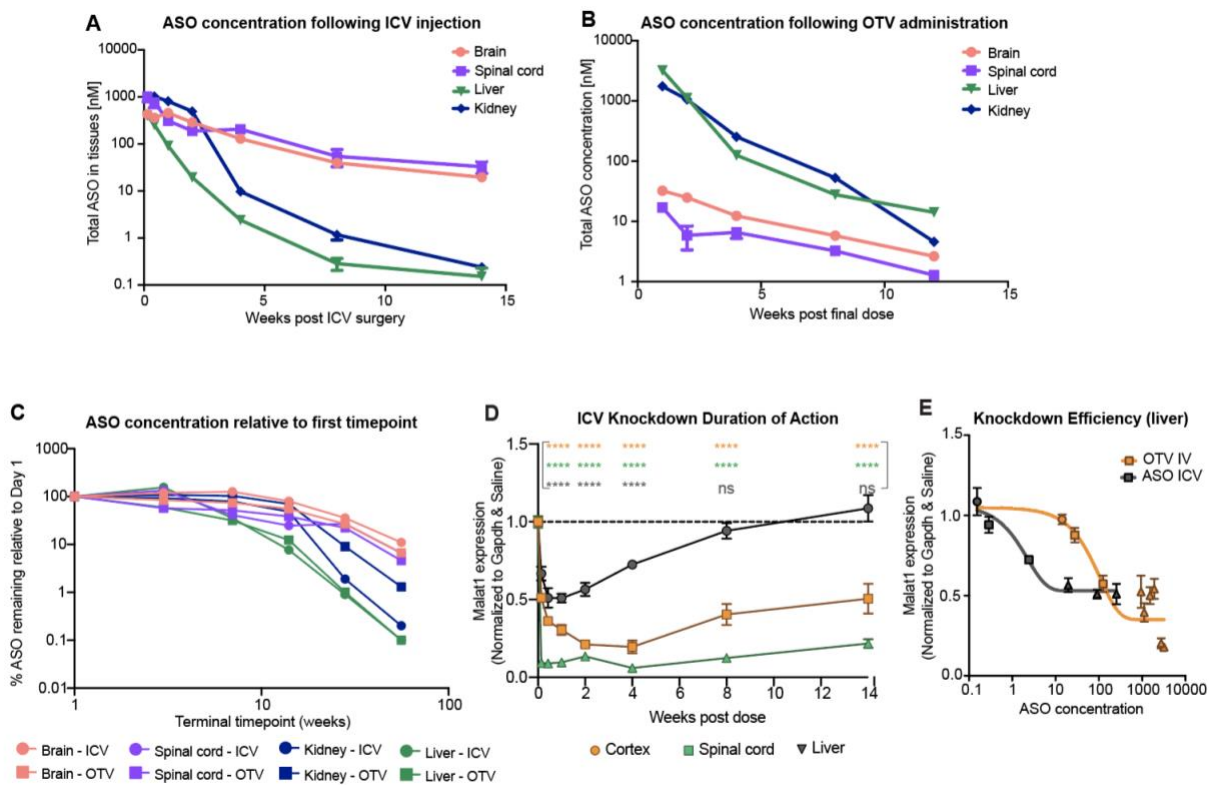 A
ASO concentration following ICV injection
Total ASO in tissues [nM]
10000
1000
100
10
1
0.1
0
5
10
15
Weeks post ICV surgery
Brain
Spinal cord
Liver
Kidney
B
ASO concentration following OTV administration
Total ASO concentration [nM]
10000
1000
100
10
1
0
5
10
15
Weeks post final dose
Brain
Spinal cord
Liver
Kidney
C
ASO concentration relative to first timepoint
% ASO remaining relative to Day 1
1000
100
10
1
0.1
0.01
1
10
100
Terminal timepoint (weeks)
Brain - ICV
Spinal cord - ICV
Kidney - ICV
Liver - ICV
Brain - OTV
Spinal cord - OTV
Kidney - OTV
Liver - OTV
D
ICV Knockdown Duration of Action
Malat1 expression
(Normalized to Gapdh & Saline)
1.5
1.0
0.5
0.0
**** **** **** **** ****
**** **** **** **** ****
**** **** **** ns ns
0 2 4 6 8 10 12 14
Weeks post dose
Cortex
Spinal cord
Liver
E
Knockdown Efficiency (liver)
Malat1 expression
(Normalized to Gapdh & Saline)
1.5
1.0
0.5
0.0
0.1 1 10 100 1000 10000
ASO concentration
OTV IV
ASO ICV